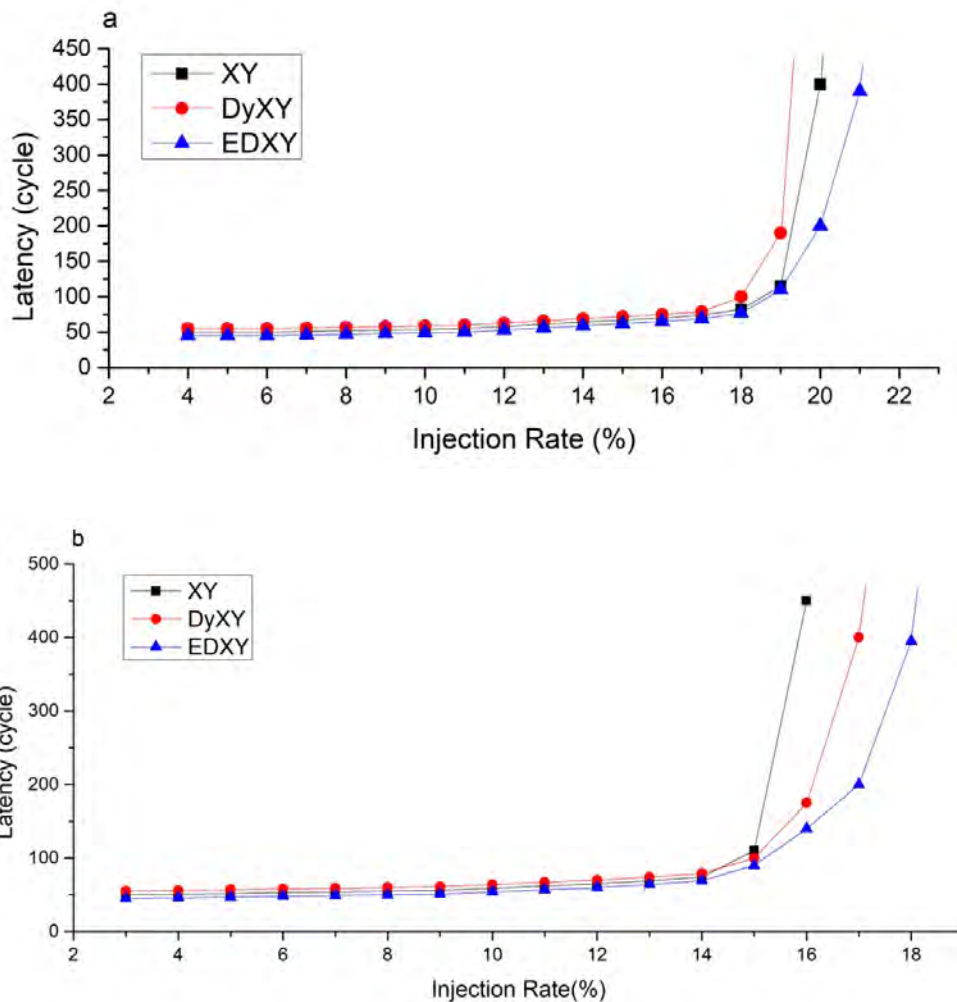 a
450
400
350
300
250
200
150
100
50
0
Latency (cycle)
XY
DyXY
EDXY
2 4 6 8 10 12 14 16 18 20 22
Injection Rate (%)
b
500
400
300
200
100
0
Latency (cycle)
XY
DyXY
EDXY
2 4 6 8 10 12 14 16 18
Injection Rate(%)